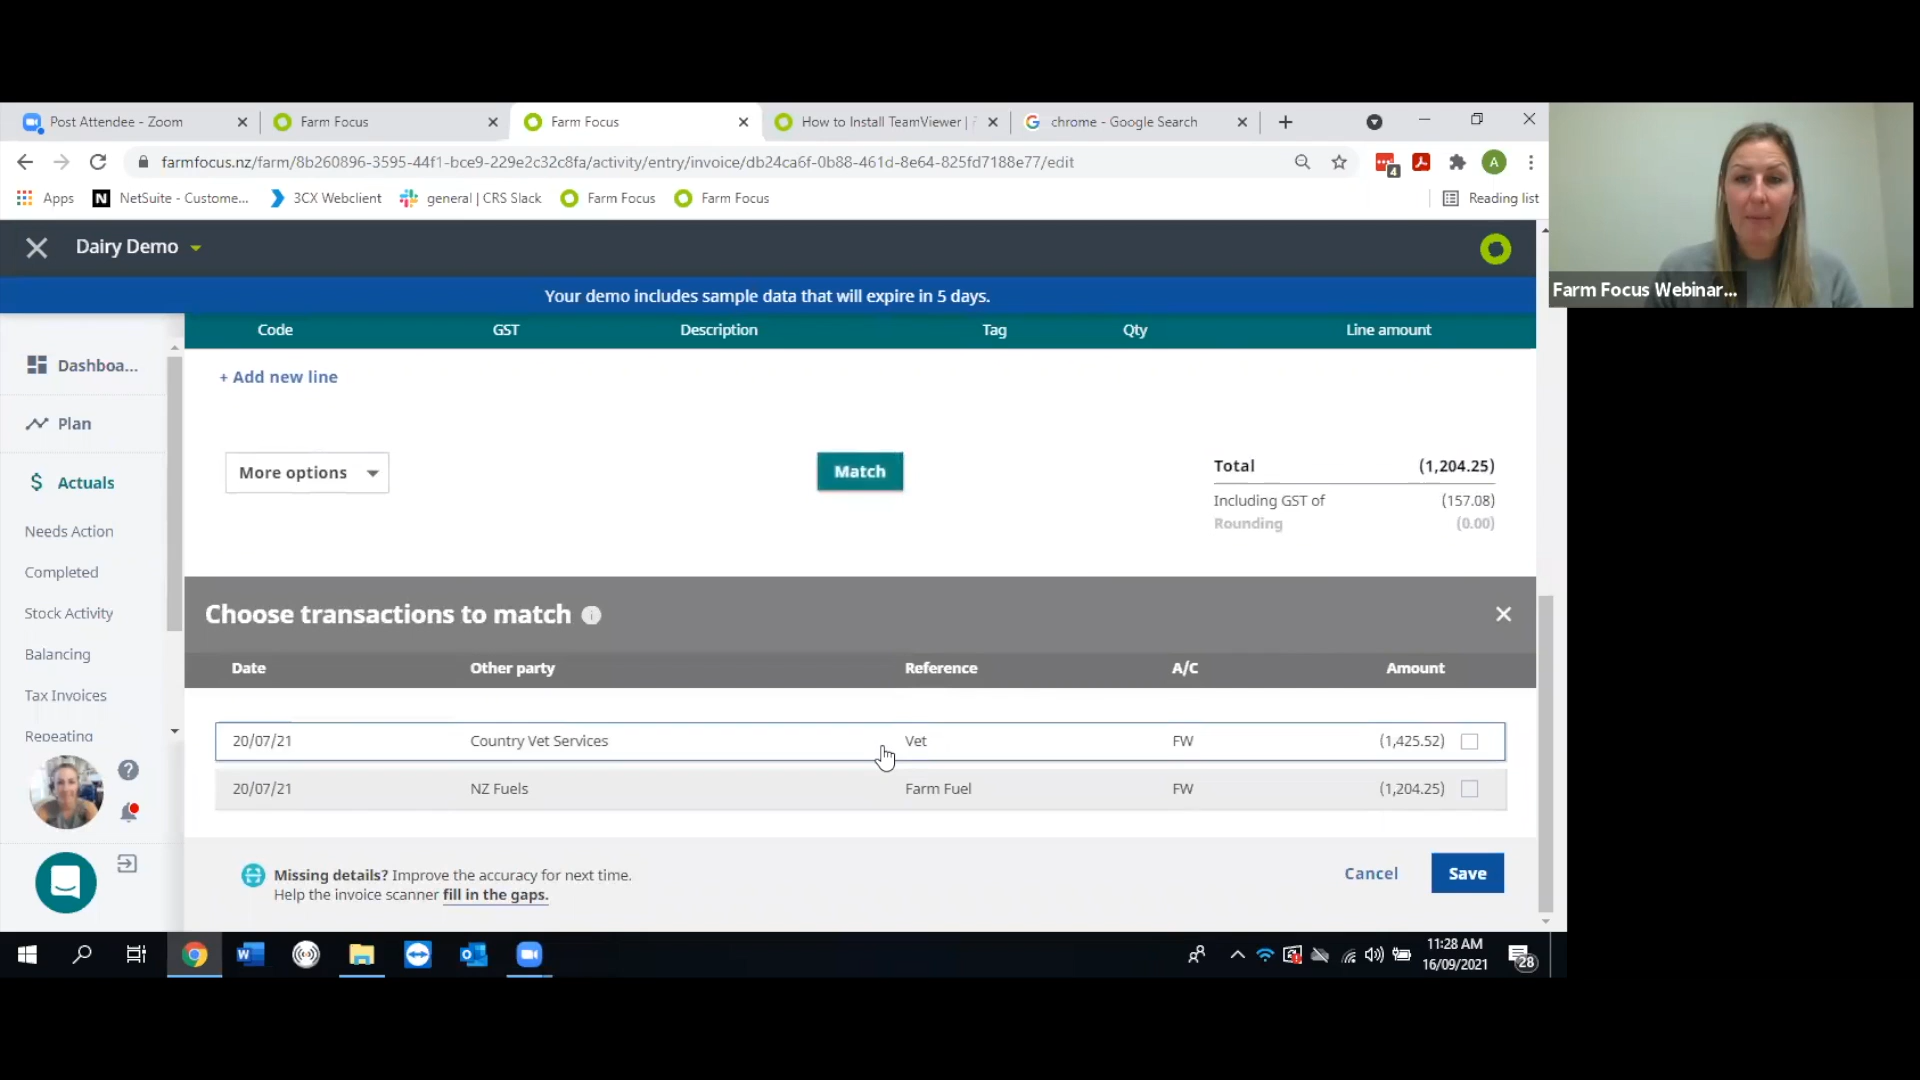 Post Attendee - Zoom
Farm Focus
Farm Focus
How to Install TeamViewer |
chrome - Google Search
farmfocus.nz/farm/8b260896-3595-44f1-bce9-229e2c32c8fa/activity/entry/invoice/db24ca6f-0b88-461d-8e64-825fd7188e77/edit
4
A
Apps
NetSuite - Custome...
3CX Webclient
general | CRS Slack
Farm Focus
Farm Focus
Reading list
Dairy Demo
Farm Focus Webinar...
Your demo includes sample data that will expire in 5 days.
Code GST Description Tag Qty Line amount
Dashboa...
+ Add new line
Plan
More options
Match
Total (1,204.25)
Actuals
Including GST of (157.08)
Rounding (0.00)
Needs Action
Completed
Stock Activity
Choose transactions to match
Balancing
Date Other party Reference A/C Amount
Tax Invoices
Repeating
20/07/21 Country Vet Services Vet FW (1,425.52)
20/07/21 NZ Fuels Farm Fuel FW (1,204.25)
Missing details? Improve the accuracy for next time.
Help the invoice scanner fill in the gaps.
Cancel
Save
11:28 AM
16/09/2021
28